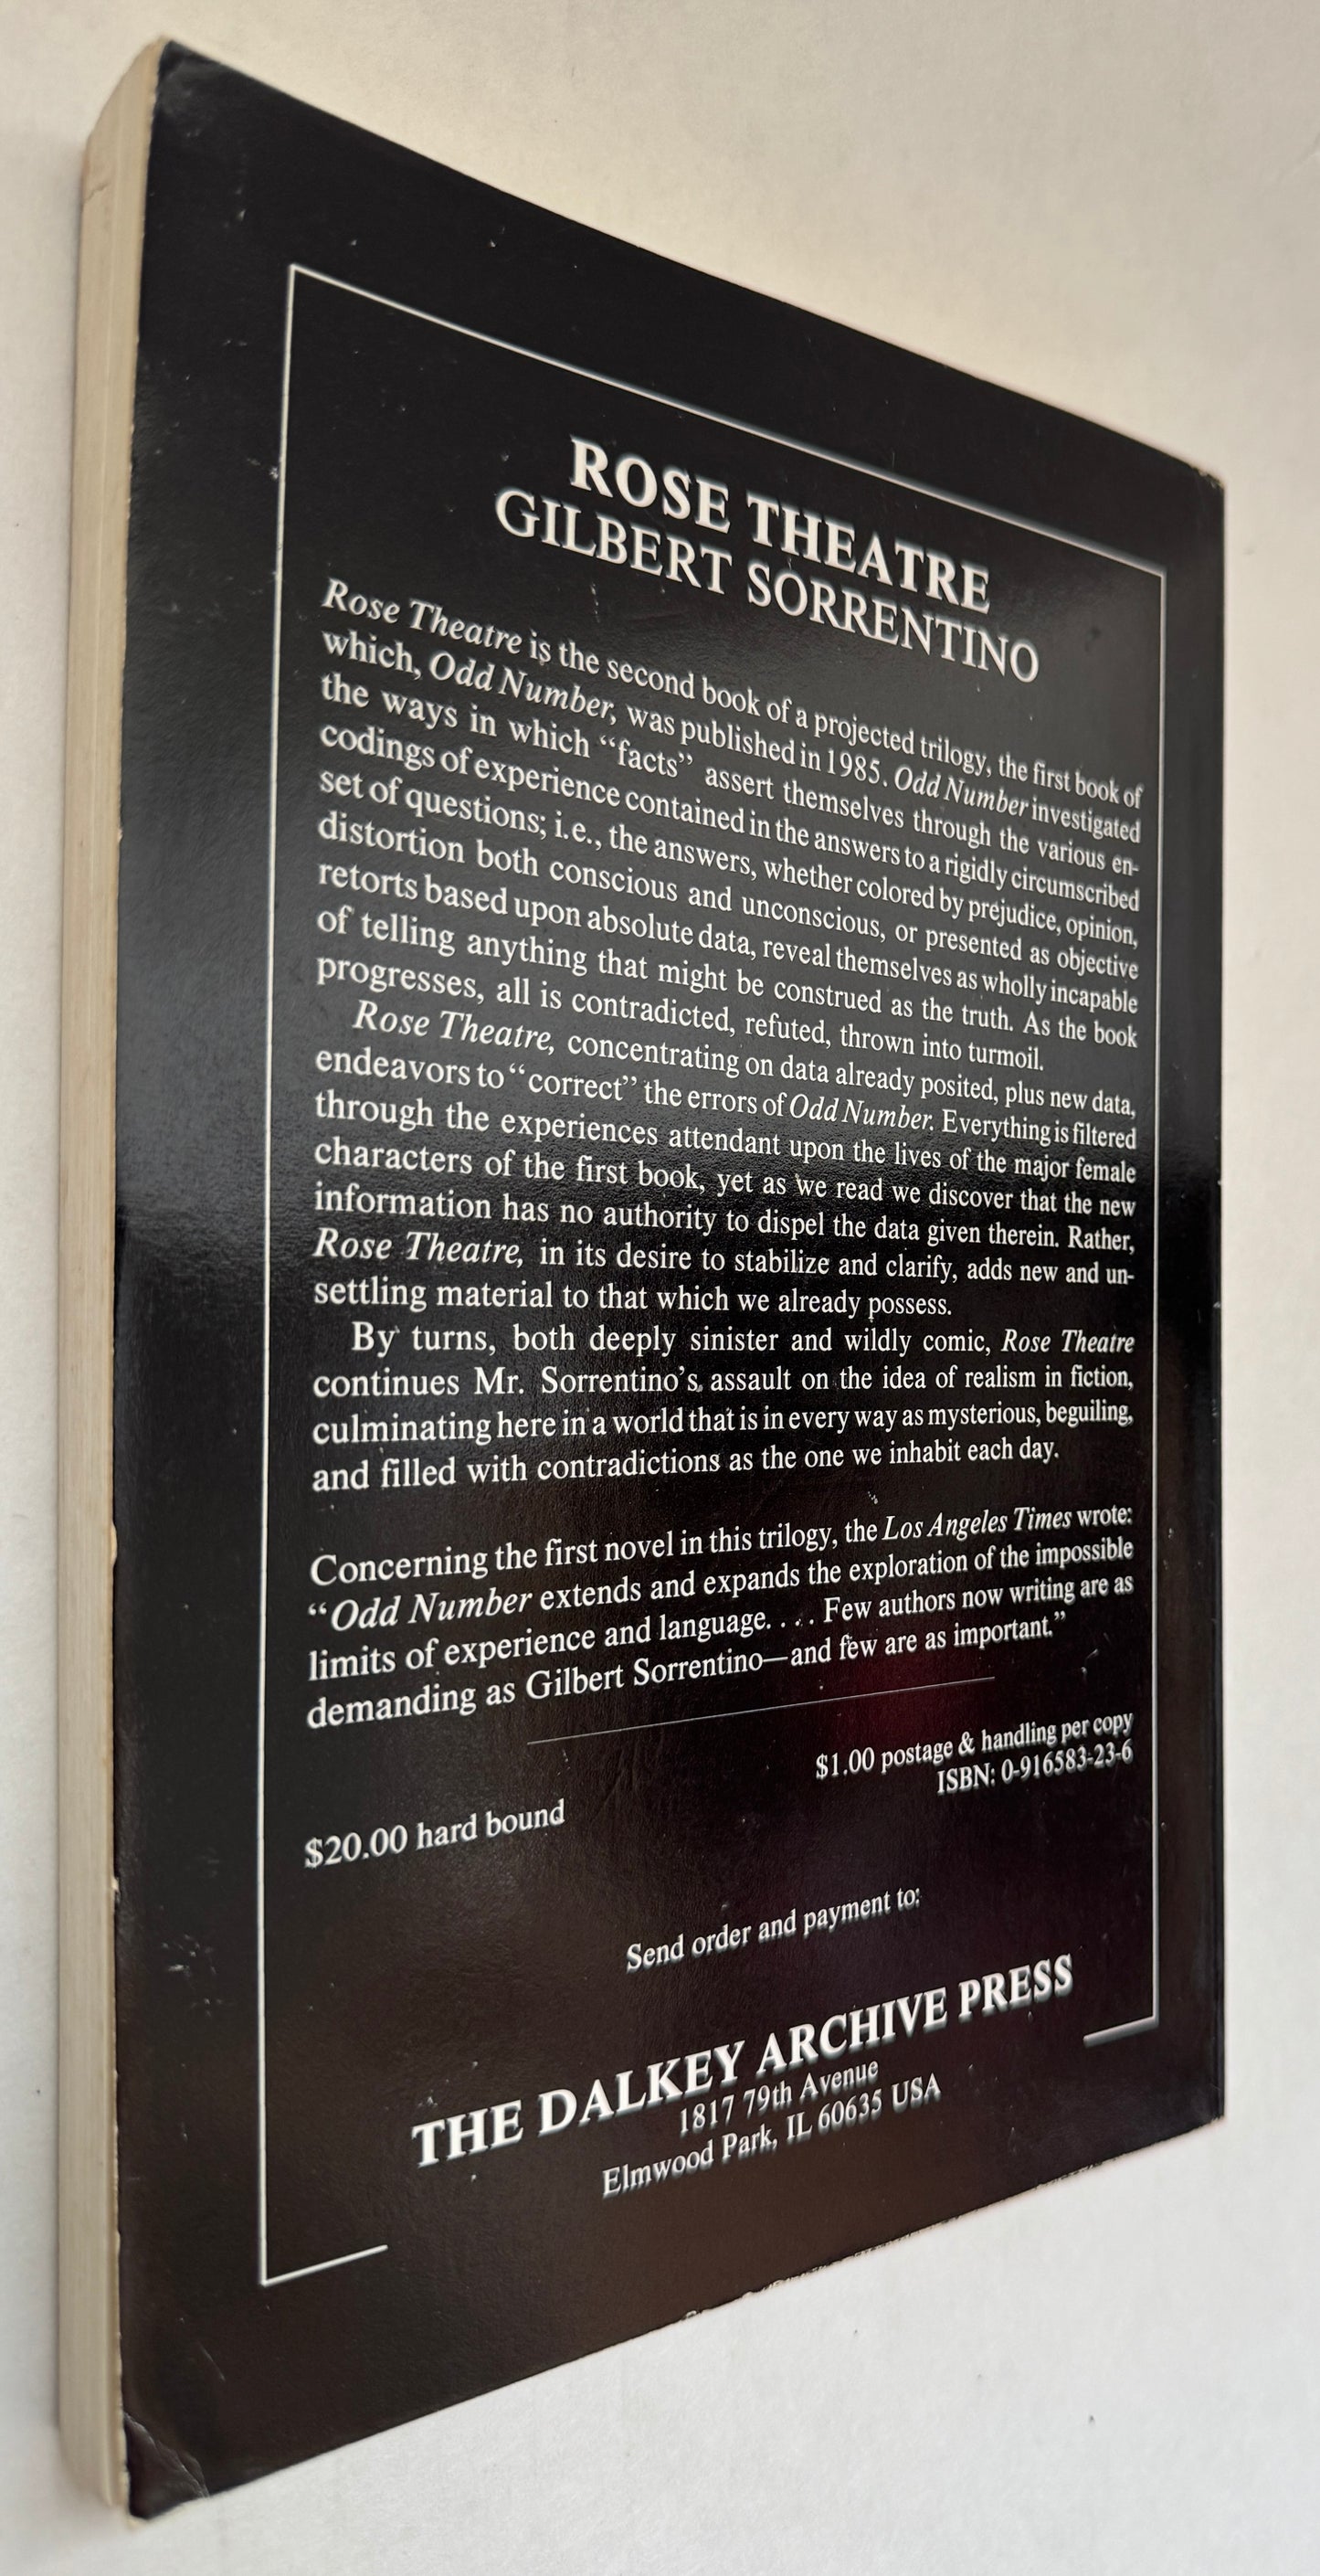 ROSE THEATRE
GILBERT SORRENTINO
Rose Theatre is the second book of a projected trilogy, the first book of
which, Odd Number, was published in 1985. Odd Number investigated
the ways in which “facts” assert themselves through the various en-
codings of experience contained in the answers to a rigidly circumscribed
set of questions; i.e., the answers, whether colored by prejudice, opinion,
distortion both conscious and unconscious, or presented as objective
retorts based upon absolute data, reveal themselves as wholly incapable
of telling anything that might be construed as the truth. As the book
progresses, all is contradicted, refuted, thrown into turmoil.
Rose Theatre, concentrating on data already posited, plus new data,
endeavors to “correct” the errors of Odd Number. Everything is filtered
through the experiences attendant upon the lives of the major female
characters of the first book, yet as we read we discover that the new
information has no authority to dispel the data given therein. Rather,
Rose Theatre, in its desire to stabilize and clarify, adds new and un-
settling material to that which we already possess.
By turns, both deeply sinister and wildly comic, Rose Theatre
continues Mr. Sorrentino’s assault on the idea of realism in fiction,
culminating here in a world that is in every way as mysterious, beguiling,
and filled with contradictions as the one we inhabit each day.
Concerning the first novel in this trilogy, the Los Angeles Times wrote:
“Odd Number extends and expands the exploration of the impossible
limits of experience and language. . . . Few authors now writing are as
demanding as Gilbert Sorrentino—and few are as important.”
$1.00 postage & handling per copy
ISBN: 0-916583-23-6
$20.00 hard bound
Send order and payment to:
THE DALKEY ARCHIVE PRESS
1817 79th Avenue
Elmwood Park, IL 60635 USA